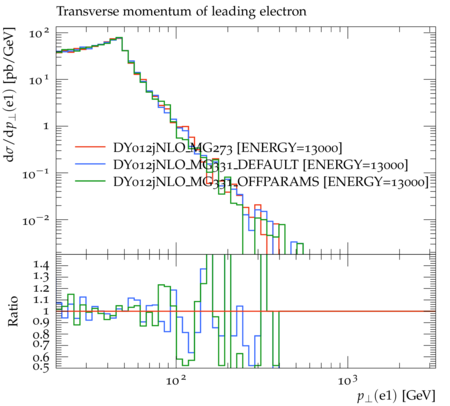 Transverse momentum of leading electron
dσ/dp⊥(e1) [pb/GeV]
10²
10¹
1
10⁻¹
10⁻²
DY012jNLO_MG273 [ENERGY=13000]
DY012jNLO_MG331_DEFAULT [ENERGY=13000]
DY012jNLO_MG331_OFFPARAMS [ENERGY=13000]
Ratio
1.4
1.3
1.2
1.1
1
0.9
0.8
0.7
0.6
0.5
10² 10³
p⊥(e1) [GeV]